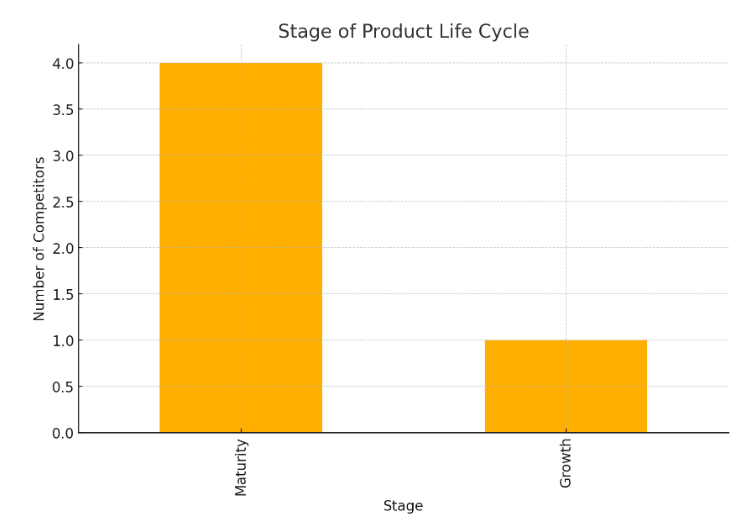 Stage of Product Life Cycle
4.0
3.5
3.0
2.5
2.0
1.5
1.0
0.5
0.0
Number of Competitors
Maturity
Growth
Stage